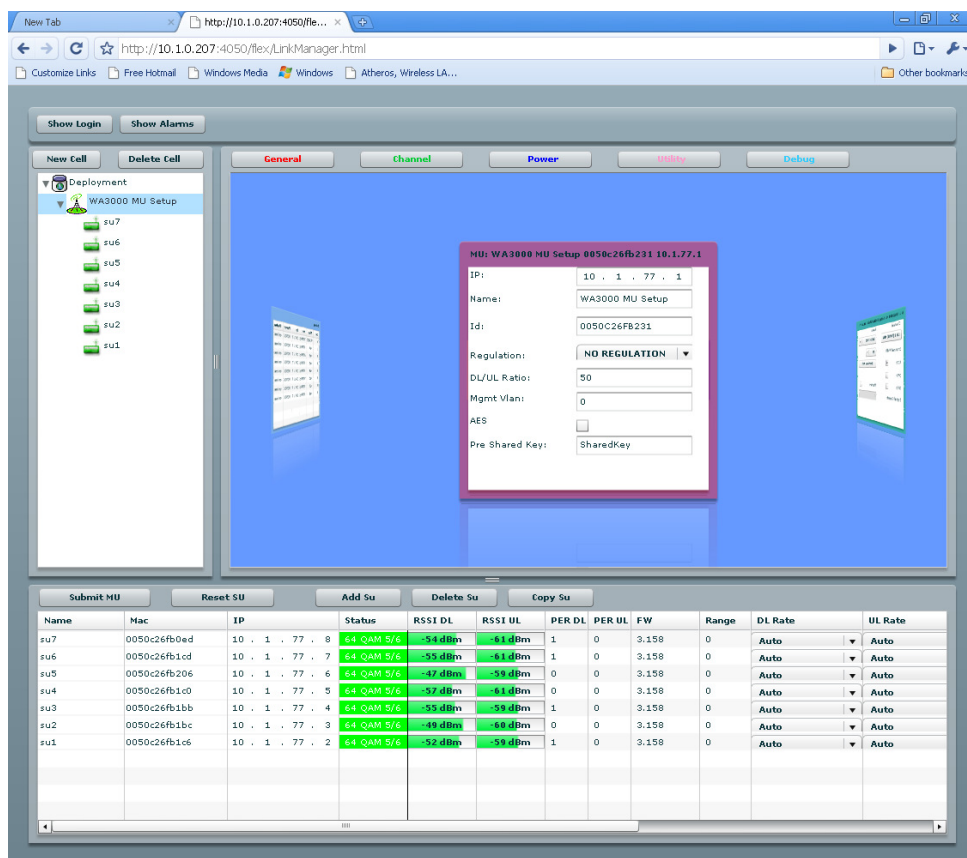 New Tab
http://10.1.0.207:4050/fle...
http://10.1.0.207:4050/flex/LinkManager.html
Customize Links Free Hotmail Windows Media Windows Atheros, Wireless LA... Other bookmarks
Show Login Show Alarms
New Cell Delete Cell General Channel Power Utility Debug
Deployment
WA3000 MU Setup
su7
su6
su5
su4
su3
su2
su1
MU: WA3000 MU Setup 0050c26fb231 10.1.77.1
IP: 10 . 1 . 77 . 1
Name: WA3000 MU Setup
Id: 0050C26FB231
Regulation: NO REGULATION
DL/UL Ratio: 50
Mgmt Vlan: 0
AES
Pre Shared Key: SharedKey
Submit MU Reset SU Add Su Delete Su Copy Su
Name Mac IP Status RSSI DL RSSI UL PER DL PER UL FW Range DL Rate UL Rate
su7 0050c26fb0ed 10 . 1 . 77 . 8 64 QAM 5/6 -54 dBm -61 dBm 1 0 3.158 0 Auto Auto
su6 0050c26fb1cd 10 . 1 . 77 . 7 64 QAM 5/6 -55 dBm -61 dBm 1 0 3.158 0 Auto Auto
su5 0050c26fb206 10 . 1 . 77 . 6 64 QAM 5/6 -47 dBm -59 dBm 0 0 3.158 0 Auto Auto
su4 0050c26fb1c0 10 . 1 . 77 . 5 64 QAM 5/6 -57 dBm -61 dBm 0 0 3.158 0 Auto Auto
su3 0050c26fb1bb 10 . 1 . 77 . 4 64 QAM 5/6 -55 dBm -59 dBm 1 0 3.158 0 Auto Auto
su2 0050c26fb1bc 10 . 1 . 77 . 3 64 QAM 5/6 -49 dBm -60 dBm 0 0 3.158 0 Auto Auto
su1 0050c26fb1c6 10 . 1 . 77 . 2 64 QAM 5/6 -52 dBm -59 dBm 1 0 3.158 0 Auto Auto